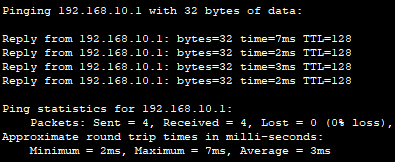 Pinging 192.168.10.1 with 32 bytes of data:
Reply from 192.168.10.1: bytes=32 time=7ms TTL=128
Reply from 192.168.10.1: bytes=32 time=2ms TTL=128
Reply from 192.168.10.1: bytes=32 time=3ms TTL=128
Reply from 192.168.10.1: bytes=32 time=2ms TTL=128
Ping statistics for 192.168.10.1:
Packets: Sent = 4, Received = 4, Lost = 0 (0% loss),
Approximate round trip times in milli-seconds:
Minimum = 2ms, Maximum = 7ms, Average = 3ms